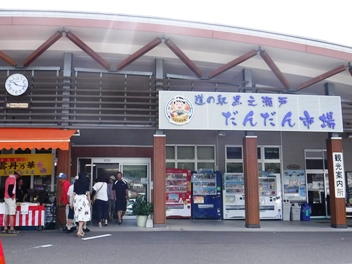 道の駅黒之瀬戸
だんだん市場
観光案内所